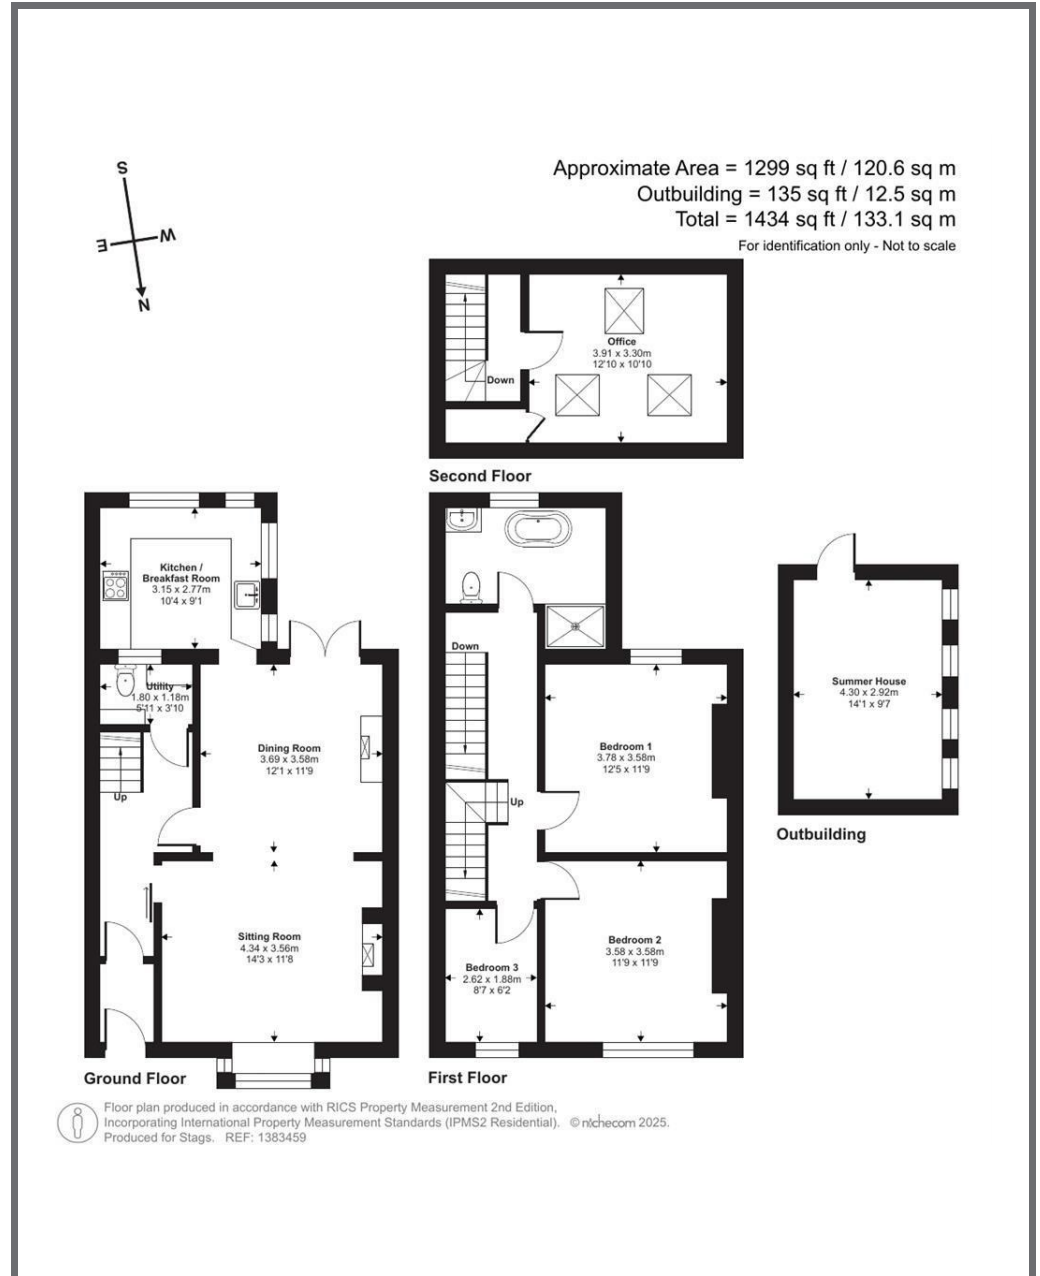 S
E
W
N
Approximate Area = 1299 sq ft / 120.6 sq m
Outbuilding = 135 sq ft / 12.5 sq m
Total = 1434 sq ft / 133.1 sq m
For identification only - Not to scale
Office
3.91 x 3.30m
12'10 x 10'10
Down
Second Floor
Kitchen /
Breakfast Room
3.15 x 2.77m
10'4 x 9'1
Utility
1.80 x 1.18m
5'11 x 3'10
Up
Dining Room
3.69 x 3.58m
12'1 x 11'9
Sitting Room
4.34 x 3.56m
14'3 x 11'8
Ground Floor
Down
Up
Bedroom 1
3.78 x 3.58m
12'5 x 11'9
Bedroom 2
3.58 x 3.58m
11'9 x 11'9
Bedroom 3
2.62 x 1.88m
8'7 x 6'2
First Floor
Summer House
4.30 x 2.92m
14'1 x 9'7
Outbuilding
Floor plan produced in accordance with RICS Property Measurement 2nd Edition,
Incorporating International Property Measurement Standards (IPMS2 Residential). © ntchecom 2025.
Produced for Stags. REF: 1383459